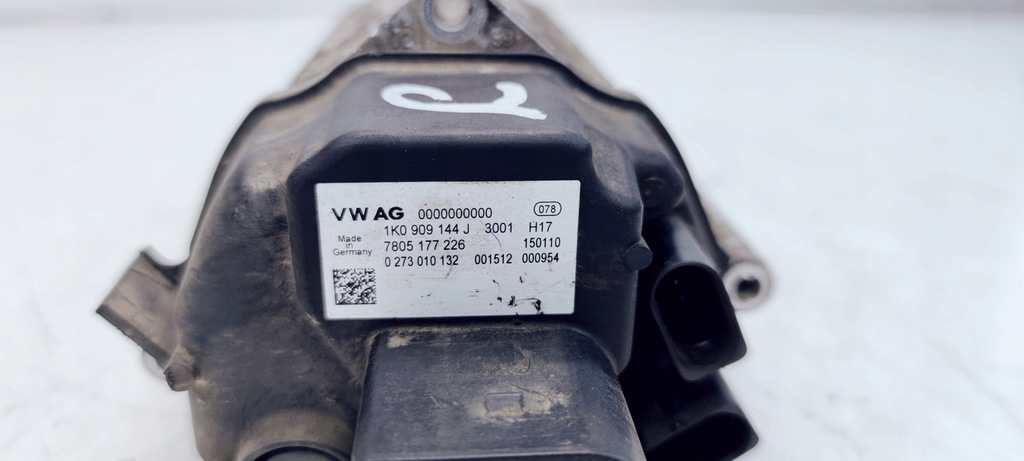 VW AG 0000000000 078
1K0 909 144 J 3001 H17
Made in Germany
7805 177 226 150110
0 273 010 132 001512 000954